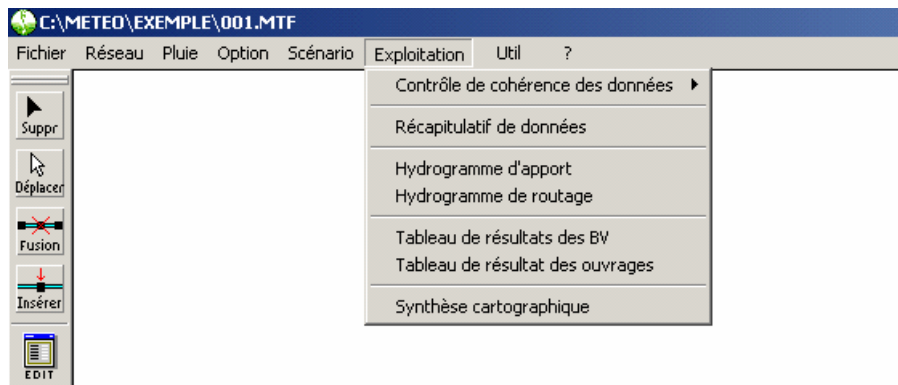 C:\METEO\EXEMPLE\001.MTF
Fichier Réseau Pluie Option Scénario Exploitation Util ?
Contrôle de cohérence des données
Suppr
Récapitulatif de données
Hydrogramme d'apport
Déplacer
Hydrogramme de routage
Tableau de résultats des BV
Fusion
Tableau de résultat des ouvrages
Insérer
Synthèse cartographique
EDIT